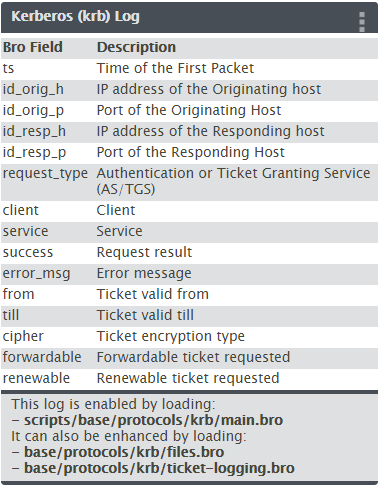 Kerberos (krb) Log
Bro Field Description
ts Time of the First Packet
id_orig_h IP address of the Originating host
id_orig_p Port of the Originating Host
id_resp_h IP address of the Responding host
id_resp_p Port of the Responding Host
request_type Authentication or Ticket Granting Service
(AS/TGS)
client Client
service Service
success Request result
error_msg Error message
from Ticket valid from
till Ticket valid till
cipher Ticket encryption type
forwardable Forwardable ticket requested
renewable Renewable ticket requested
This log is enabled by loading:
- scripts/base/protocols/krb/main.bro
It can also be enhanced by loading:
- base/protocols/krb/files.bro
- base/protocols/krb/ticket-logging.bro